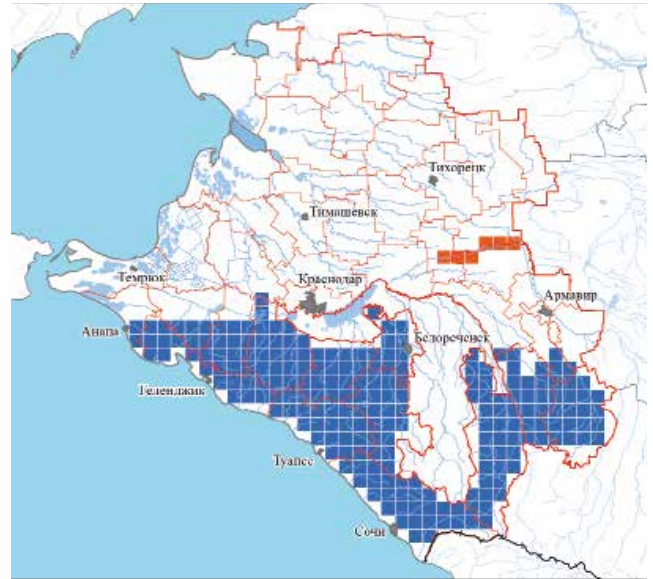 Тихорецк
Тимашевск
Темрюк
Краснодар
Армавир
Анапа
Белореченск
Геленджик
Туапсе
Сочи